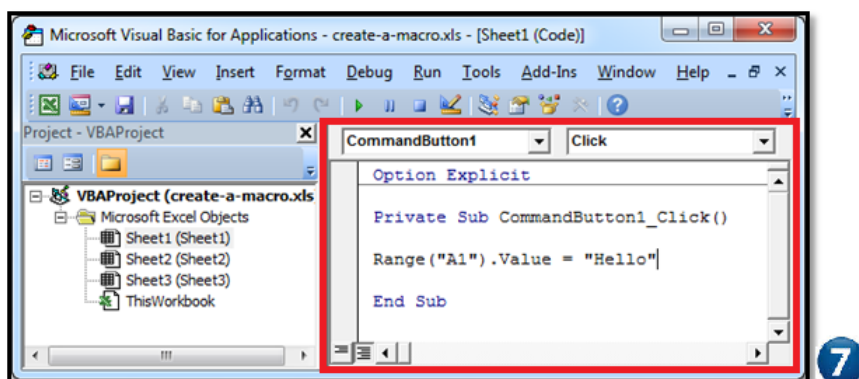 Microsoft Visual Basic for Applications - create-a-macro.xls - [Sheet1 (Code)]
File Edit View Insert Format Debug Run Tools Add-Ins Window Help
Project - VBAProject
VBAProject (create-a-macro.xls
Microsoft Excel Objects
Sheet1 (Sheet1)
Sheet2 (Sheet2)
Sheet3 (Sheet3)
ThisWorkbook
CommandButton1 Click
Option Explicit
Private Sub CommandButton1_Click()
Range("A1").Value = "Hello"
End Sub
7